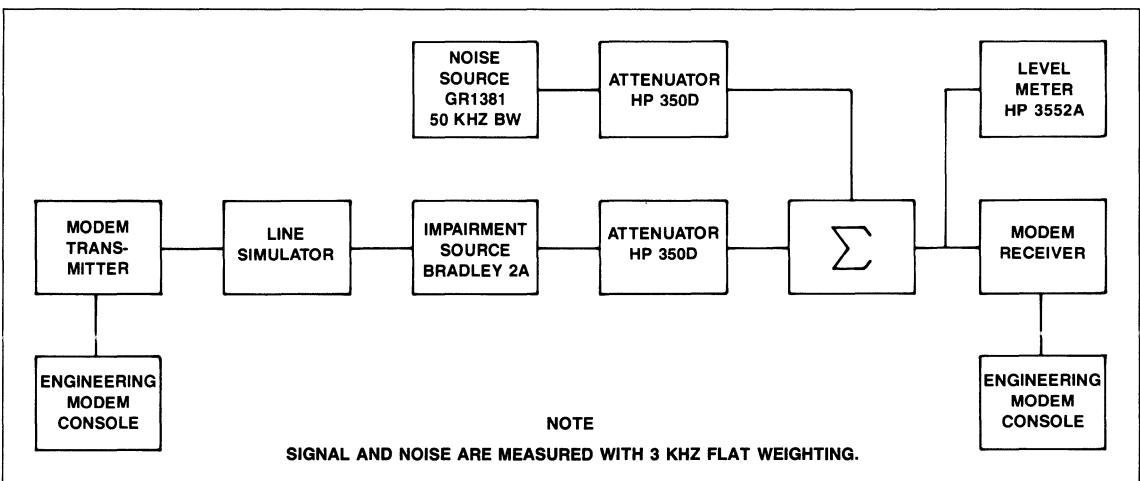 NOISE
SOURCE
GR1381
50 KHZ BW
ATTENUATOR
HP 350D
LEVEL
METER
HP 3552A
MODEM
TRANS-
MITTER
LINE
SIMULATOR
IMPAIRMENT
SOURCE
BRADLEY 2A
ATTENUATOR
HP 350D
Σ
MODEM
RECEIVER
ENGINEERING
MODEM
CONSOLE
ENGINEERING
MODEM
CONSOLE
NOTE
SIGNAL AND NOISE ARE MEASURED WITH 3 KHZ FLAT WEIGHTING.